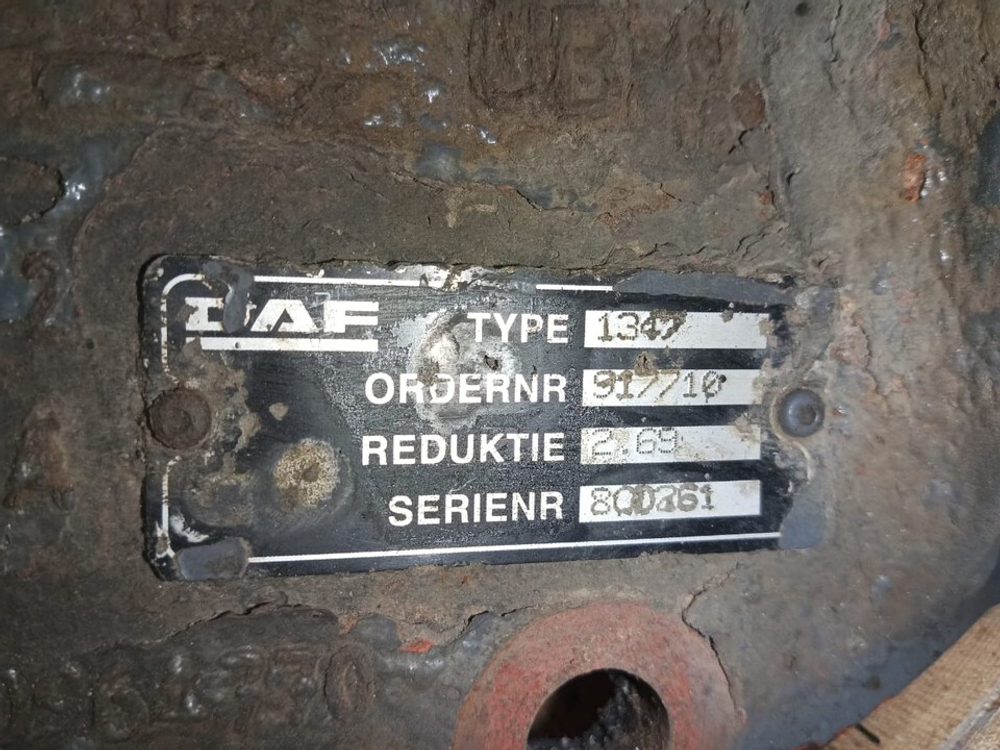 DAF
TYPE 1347
ORDERNR 917710
REDUKTIE 2.69
SERIENR